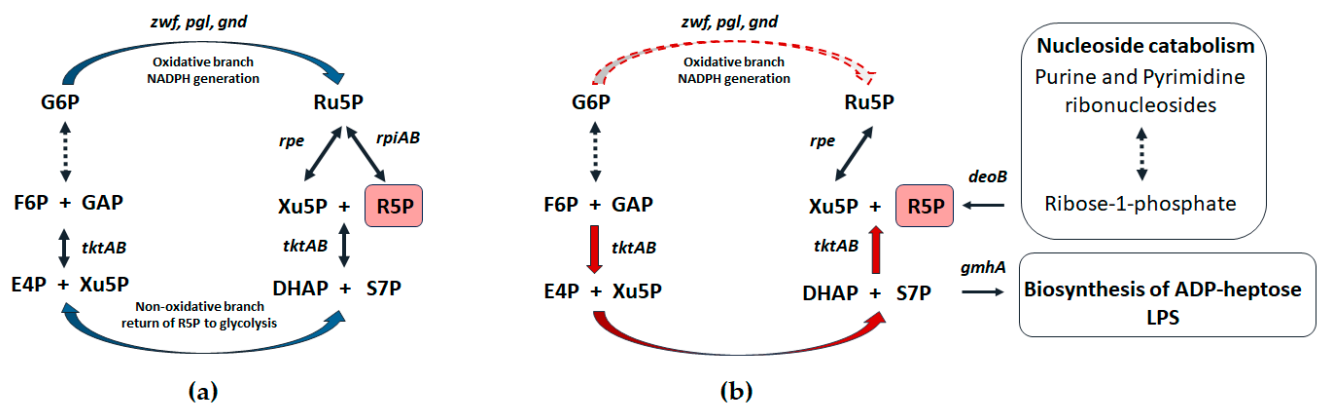 zwf, pgl, gnd
Oxidative branch
NADPH generation
G6P
Ru5P
rpe
rpiAB
F6P + GAP
Xu5P + R5P
tktAB
tktAB
E4P + Xu5P
DHAP + S7P
Non-oxidative branch
return of R5P to glycolysis
(a)
zwf, pgl, gnd
Oxidative branch
NADPH generation
G6P
Ru5P
rpe
F6P + GAP
Xu5P + R5P
tktAB
tktAB
E4P + Xu5P
DHAP + S7P
deoB
gmhA
Nucleoside catabolism
Purine and Pyrimidine
ribonucleosides
Ribose-1-phosphate
Biosynthesis of ADP-heptose
LPS
(b)